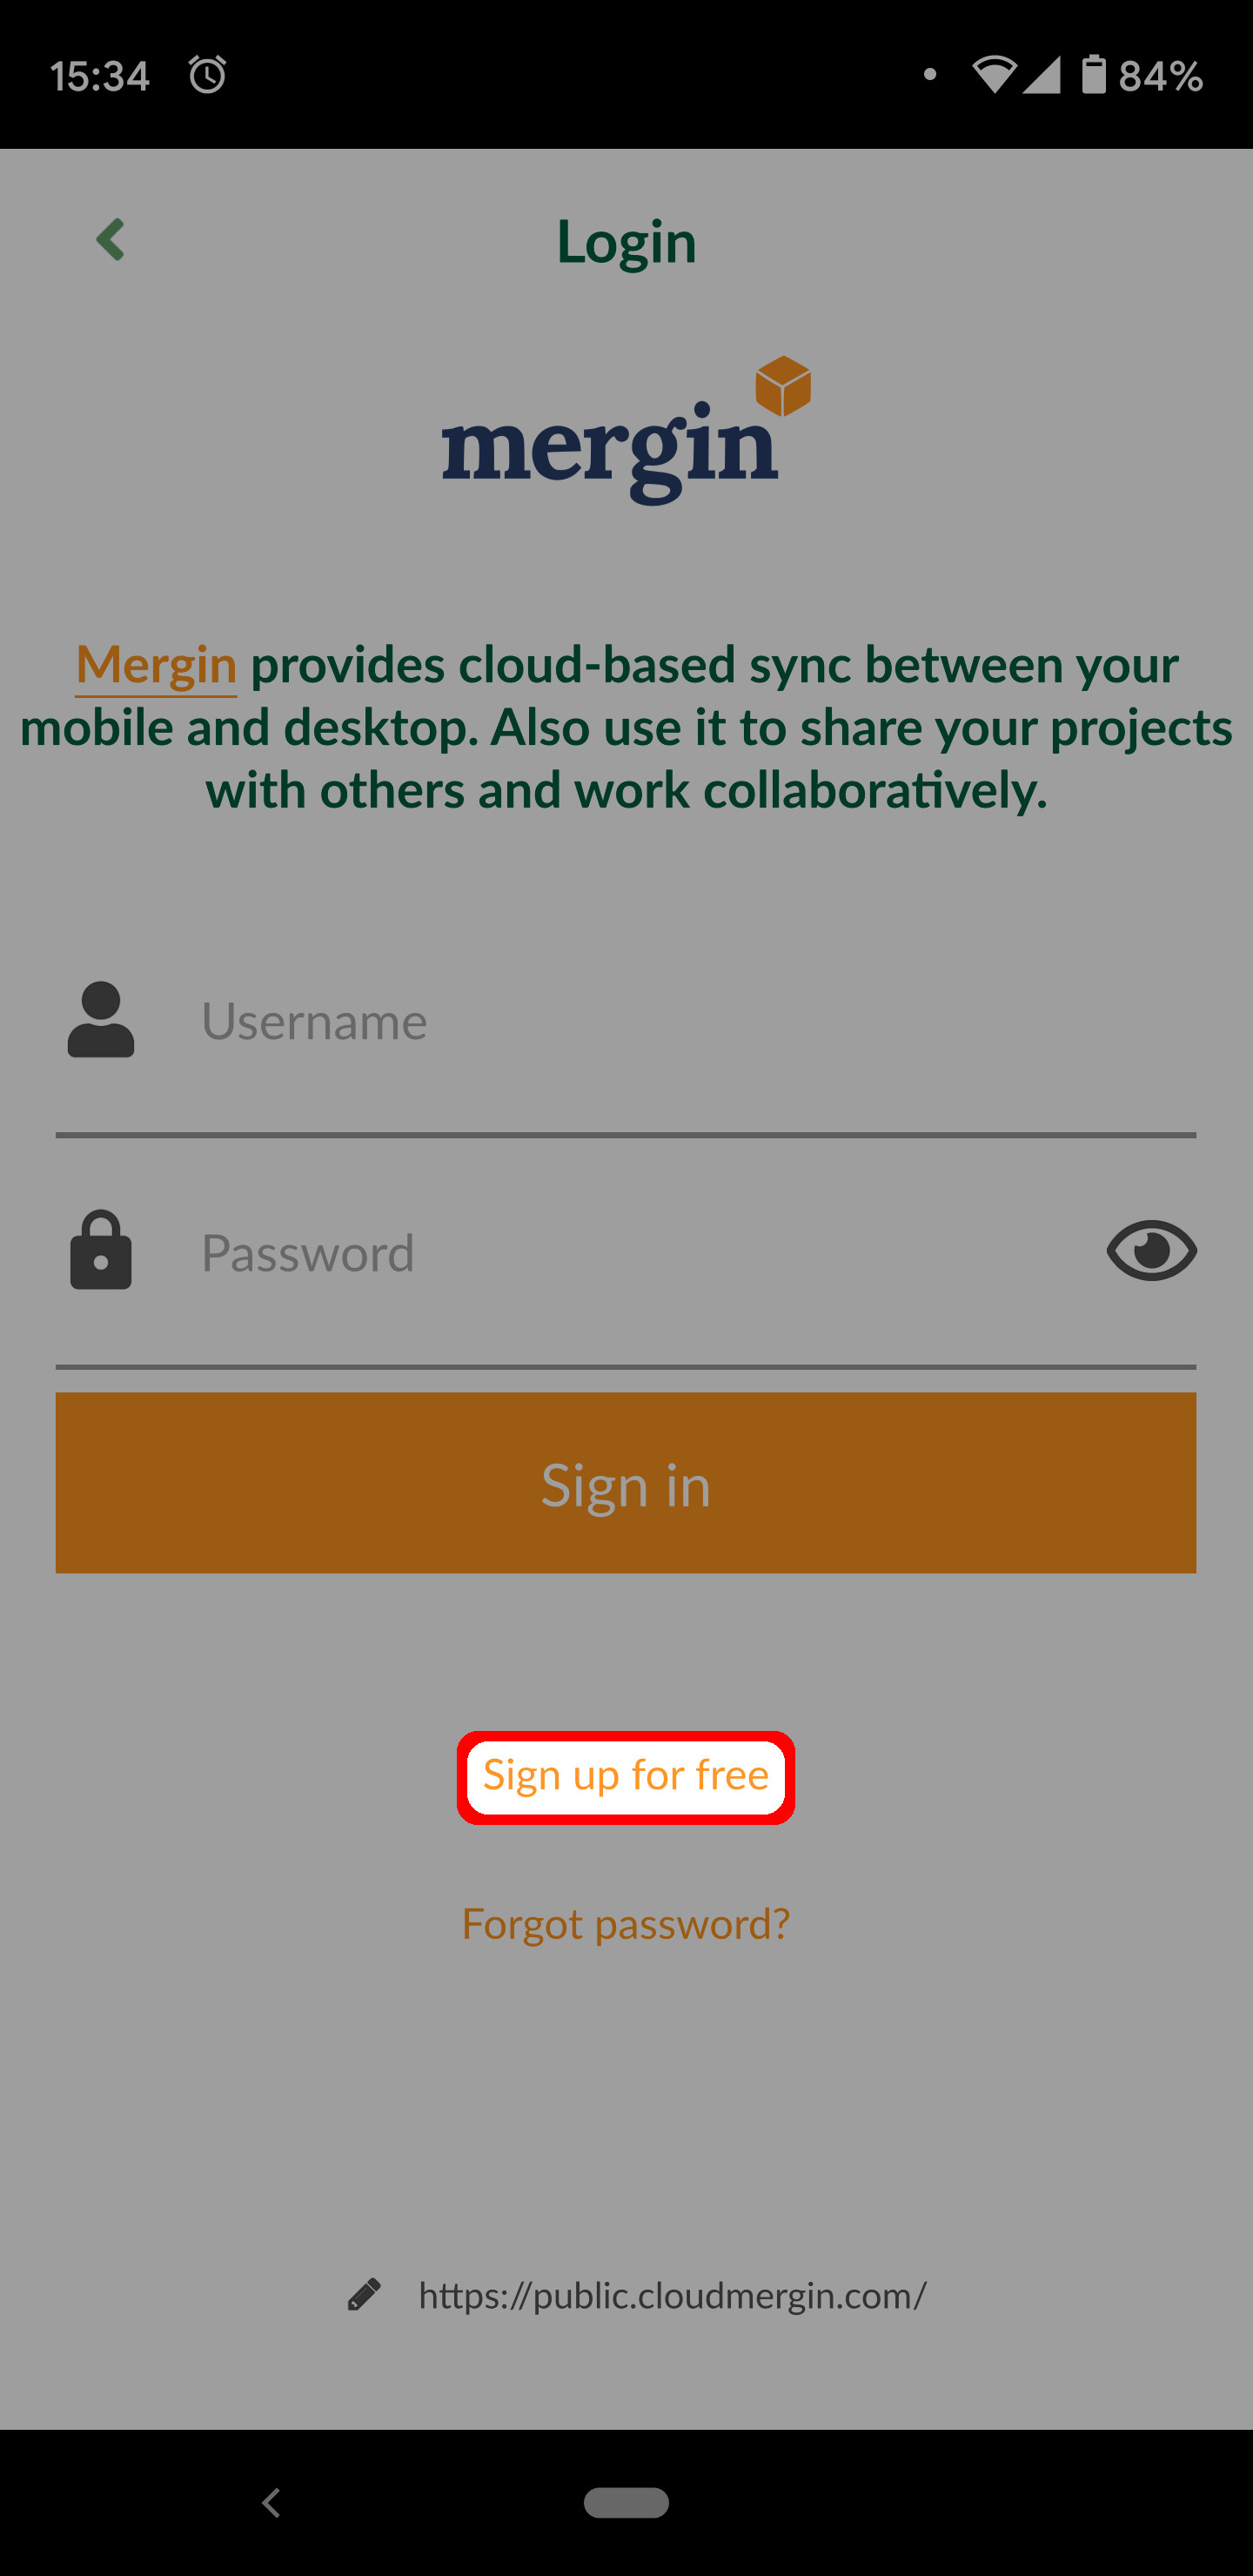 15:34
84%
Login
mergin
Mergin provides cloud-based sync between your
mobile and desktop. Also use it to share your projects
with others and work collaboratively.
Username
Password
Sign in
Sign up for free
Forgot password?
https://public.cloudmergin.com/